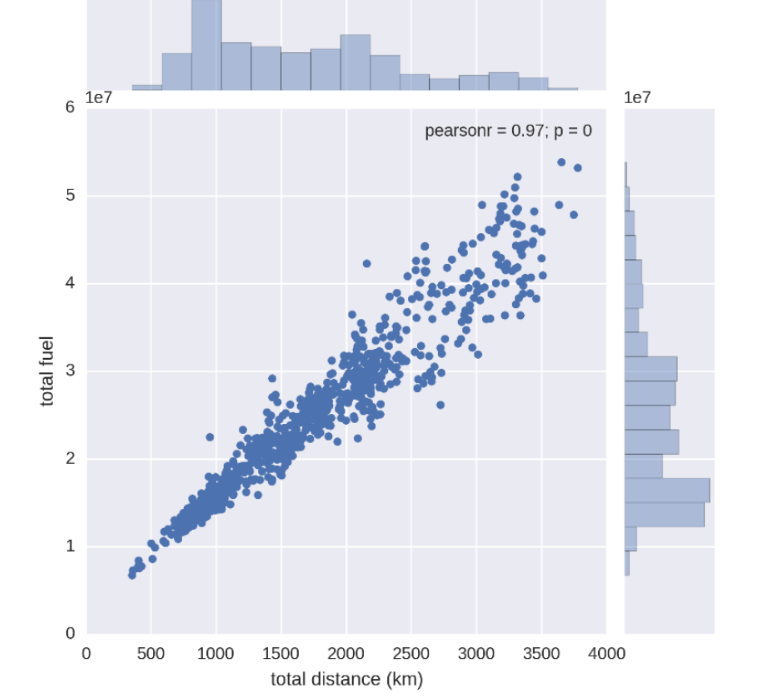 1e7
1e7
6
pearsonr = 0.97; p = 0
5
4
3
2
1
0
total fuel
0 500 1000 1500 2000 2500 3000 3500 4000
total distance (km)